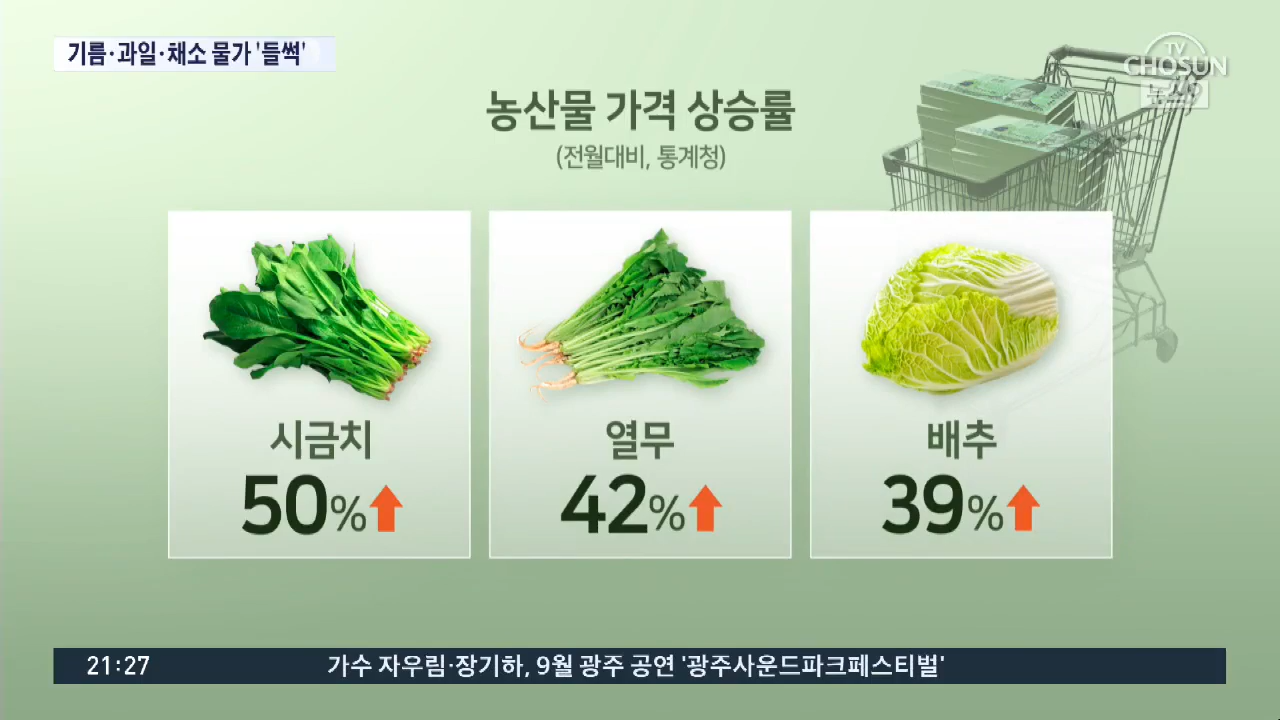 기름·과일·채소 물가 '들썩'
TV
CHOSUN
뉴스9
농산물 가격 상승률
(전월대비, 통계청)
시금치
50%
열무
42%
배추
39%
21:27 가수 자우림·장기하, 9월 광주 공연 '광주사운드파크페스티벌'